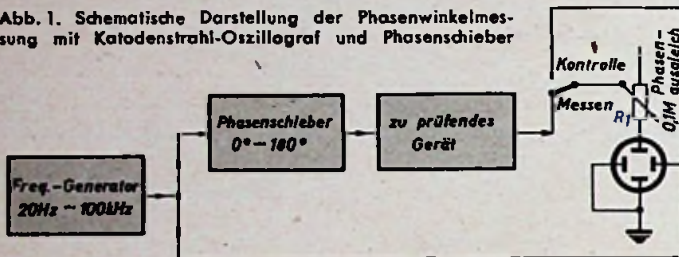 Abb. 1. Schematische Darstellung der Phasenwinkelmes-
sung mit Katodenstrahl-Oszillograf und Phasenschieber
Kontrolle
Messen
R1
Phasen-
ausgleich
0,1M
Phasenschieber
0°–180°
zu prüfendes
Gerät
Freq.-Generator
20Hz – 100kHz